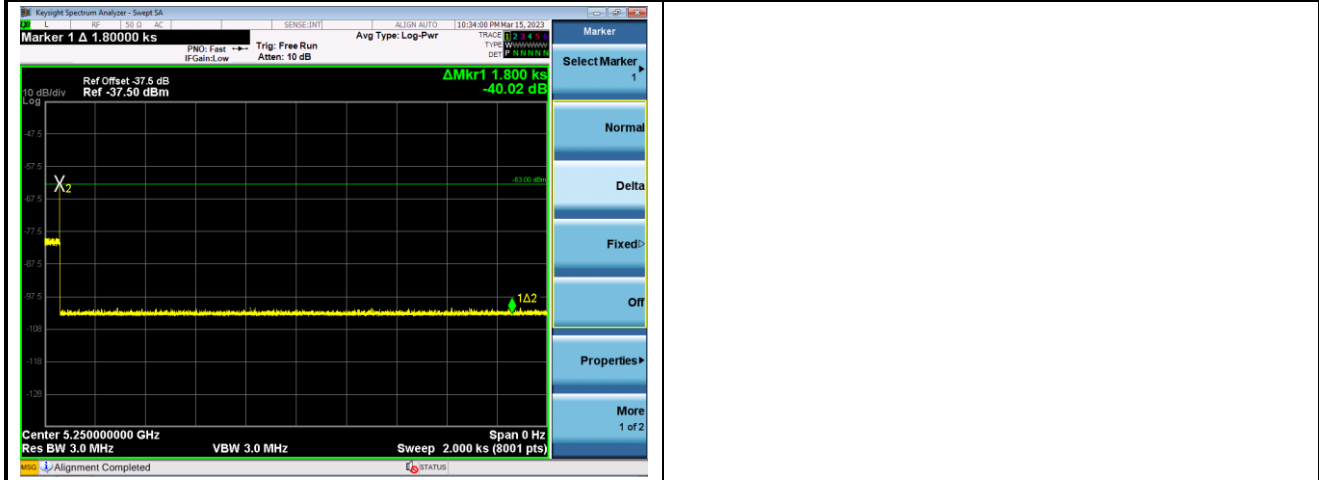 Keysight Spectrum Analyzer - Swept SA
L RF 50 Ω AC SENSE:INT ALIGN AUTO 10:34:00 PM Mar 15, 2023
Marker 1 Δ 1.80000 ks
PNO: Fast
IFGain:Low
Trig: Free Run
Atten: 10 dB
Avg Type: Log-Pwr
TRACE 1 2 3 4 5 6
TYPE WWWWWW
DET P N N N N N
Marker
Select Marker
1
Normal
Delta
Fixed
Off
Properties
More
1 of 2
ΔMkr1 1.800 ks
-40.02 dB
Ref Offset -37.5 dB
10 dB/div Ref -37.50 dBm
Log
-47.5
-57.5
-63.00 dBm
X2
-67.5
-77.5
-87.5
-97.5
1Δ2
-108
-118
-128
Center 5.250000000 GHz Span 0 Hz
Res BW 3.0 MHz VBW 3.0 MHz Sweep 2.000 ks (8001 pts)
MSG Alignment Completed STATUS